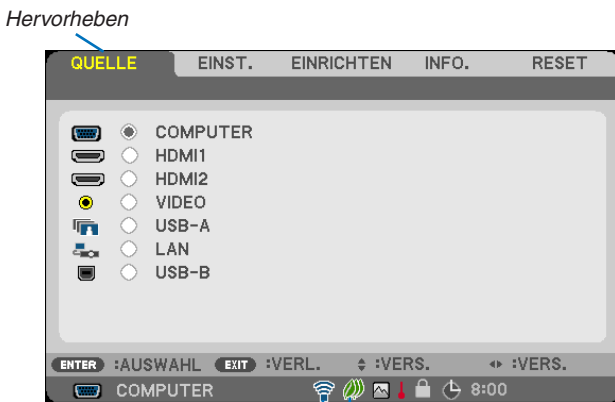 Hervorheben
QUELLE EINST. EINRICHTEN INFO. RESET
COMPUTER
HDMI1
HDMI2
VIDEO
USB-A
LAN
USB-B
ENTER :AUSWAHL EXIT :VERL. :VERS. :VERS.
COMPUTER 8:00